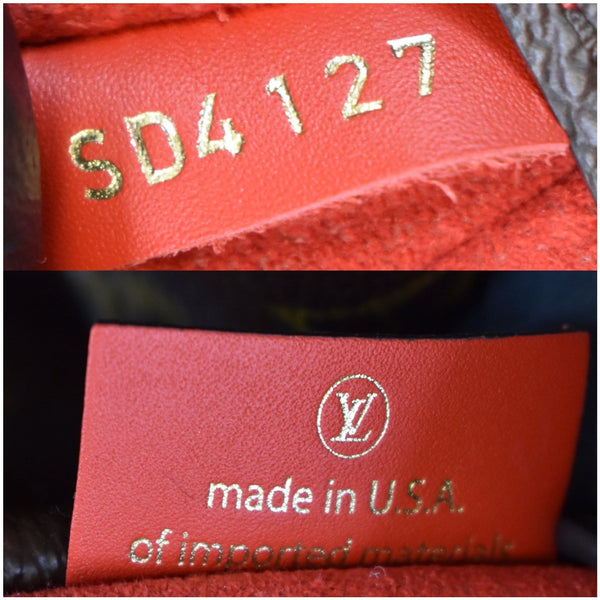 SD4127
LV
made in U.S.A.
of imported materials